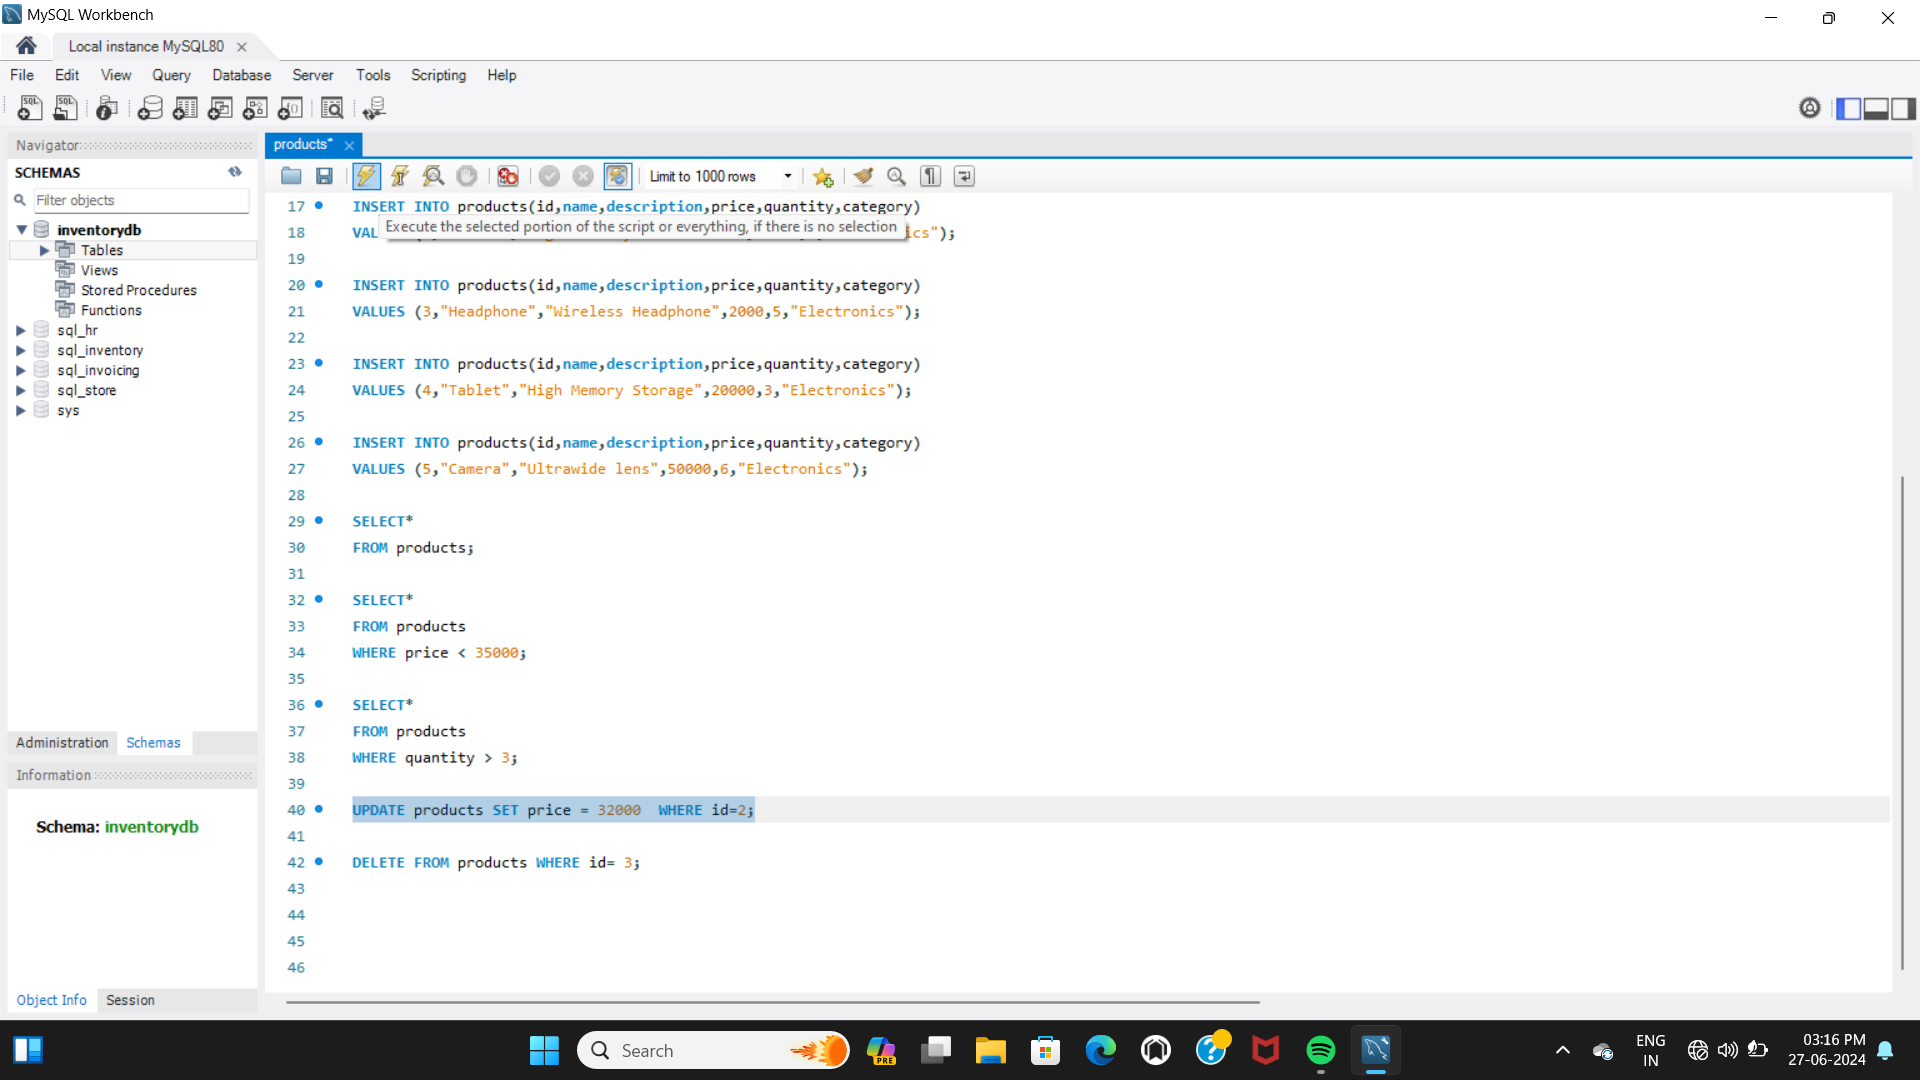 MySQL Workbench
Local instance MySQL80
File Edit View Query Database Server Tools Scripting Help
SQL SQL
Navigator
products*
SCHEMAS
Limit to 1000 rows
Filter objects
inventorydb
Tables
Views
Stored Procedures
Functions
sql_hr
sql_inventory
sql_invoicing
sql_store
sys
17 INSERT INTO products(id,name,description,price,quantity,category)
Execute the selected portion of the script or everything, if there is no selection
18 VAL ics");
19
20 INSERT INTO products(id,name,description,price,quantity,category)
21 VALUES (3,"Headphone","Wireless Headphone",2000,5,"Electronics");
22
23 INSERT INTO products(id,name,description,price,quantity,category)
24 VALUES (4,"Tablet","High Memory Storage",20000,3,"Electronics");
25
26 INSERT INTO products(id,name,description,price,quantity,category)
27 VALUES (5,"Camera","Ultrawide lens",50000,6,"Electronics");
28
29 SELECT*
30 FROM products;
31
32 SELECT*
33 FROM products
34 WHERE price < 35000;
35
36 SELECT*
37 FROM products
38 WHERE quantity > 3;
39
40 UPDATE products SET price = 32000  WHERE id=2;
41
42 DELETE FROM products WHERE id= 3;
43
44
45
46
Administration Schemas
Information
Schema: inventorydb
Object Info Session
Search
PRE
ENG
IN
03:16 PM
27-06-2024